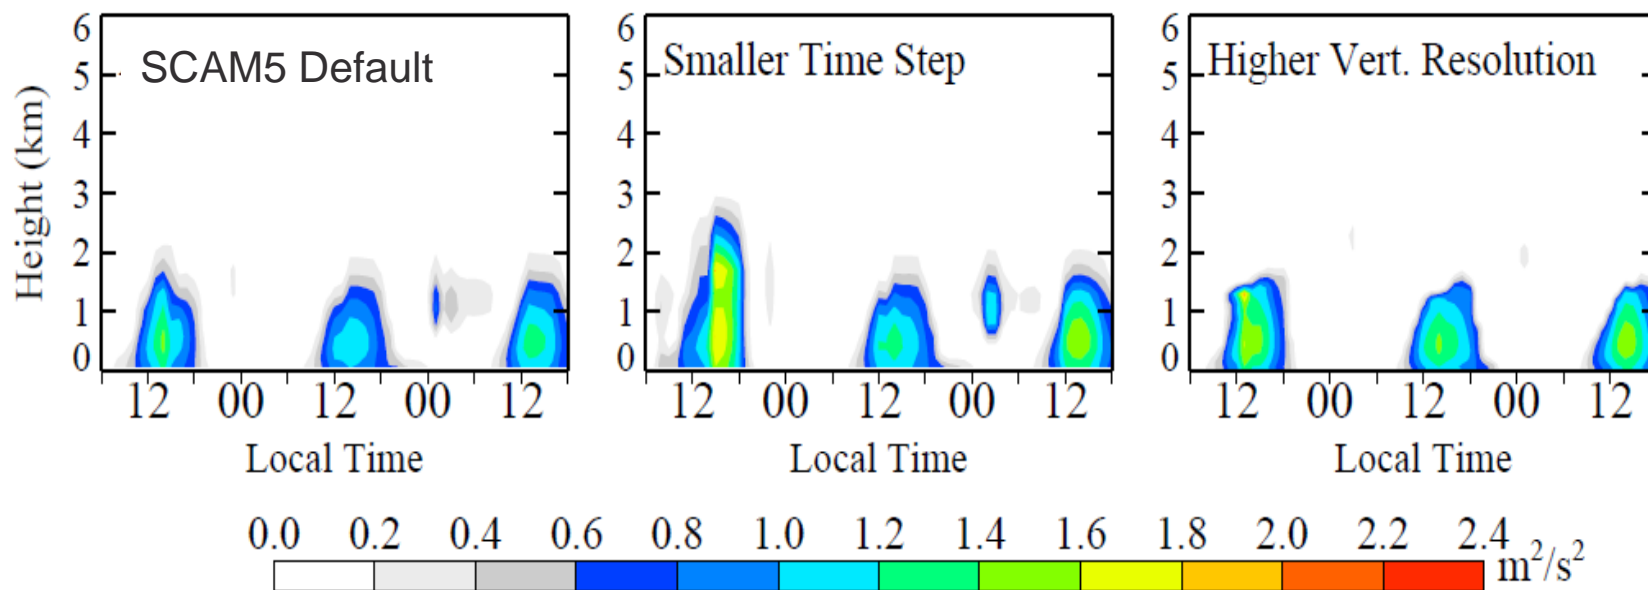 SCAM5 Default
Smaller Time Step
Higher Vert. Resolution
Height (km)
6
5
4
3
2
1
0
6
5
4
3
2
1
0
6
5
4
3
2
1
0
12 00 12 00 12
12 00 12 00 12
12 00 12 00 12
Local Time
Local Time
Local Time
0.0 0.2 0.4 0.6 0.8 1.0 1.2 1.4 1.6 1.8 2.0 2.2 2.4
m²/s²